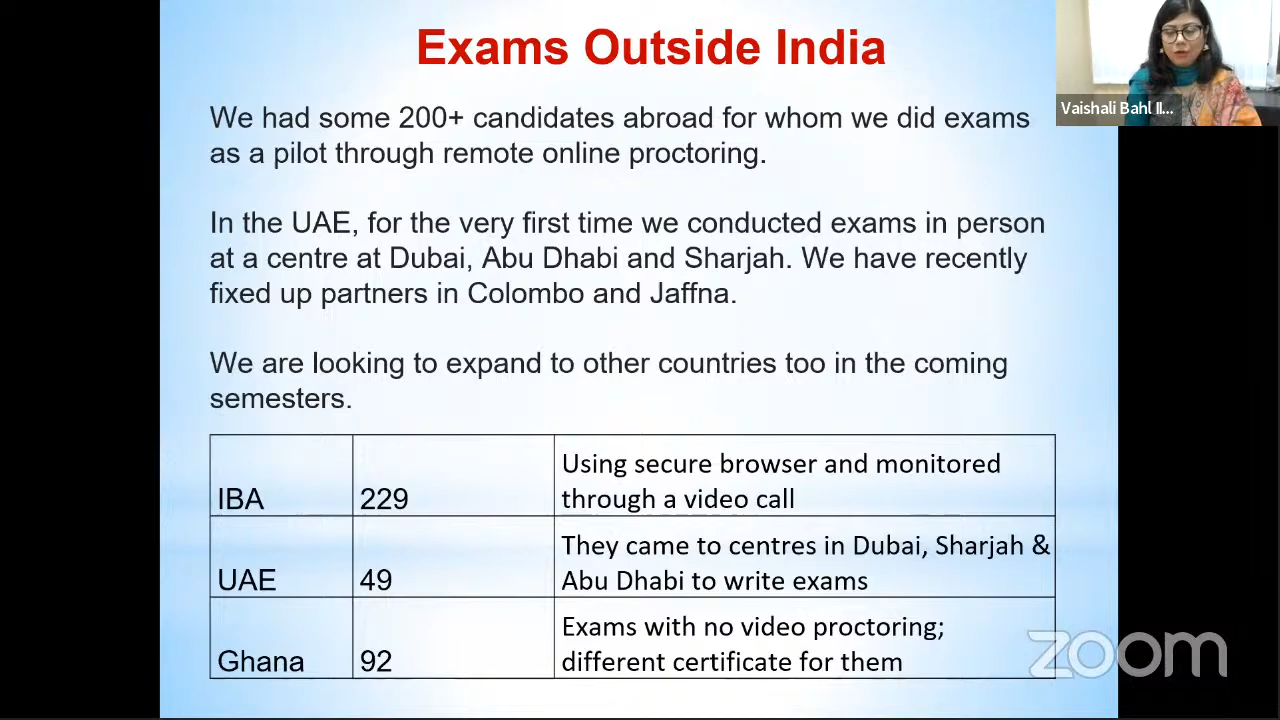 Exams Outside India
Vaishali Bahl II...
We had some 200+ candidates abroad for whom we did exams
as a pilot through remote online proctoring.
In the UAE, for the very first time we conducted exams in person
at a centre at Dubai, Abu Dhabi and Sharjah. We have recently
fixed up partners in Colombo and Jaffna.
We are looking to expand to other countries too in the coming
semesters.
IBA 229 Using secure browser and monitored
through a video call
UAE 49 They came to centres in Dubai, Sharjah &
Abu Dhabi to write exams
Ghana 92 Exams with no video proctoring;
different certificate for them
zoom